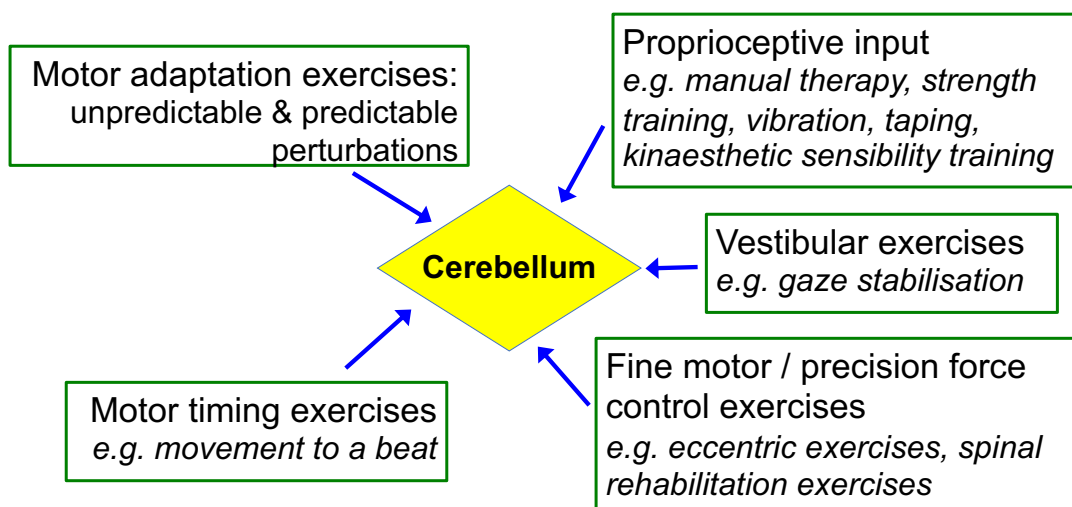 Motor adaptation exercises:
unpredictable & predictable
perturbations
Proprioceptive input
e.g. manual therapy, strength
training, vibration, taping,
kinaesthetic sensibility training
Cerebellum
Vestibular exercises
e.g. gaze stabilisation
Motor timing exercises
e.g. movement to a beat
Fine motor / precision force
control exercises
e.g. eccentric exercises, spinal
rehabilitation exercises